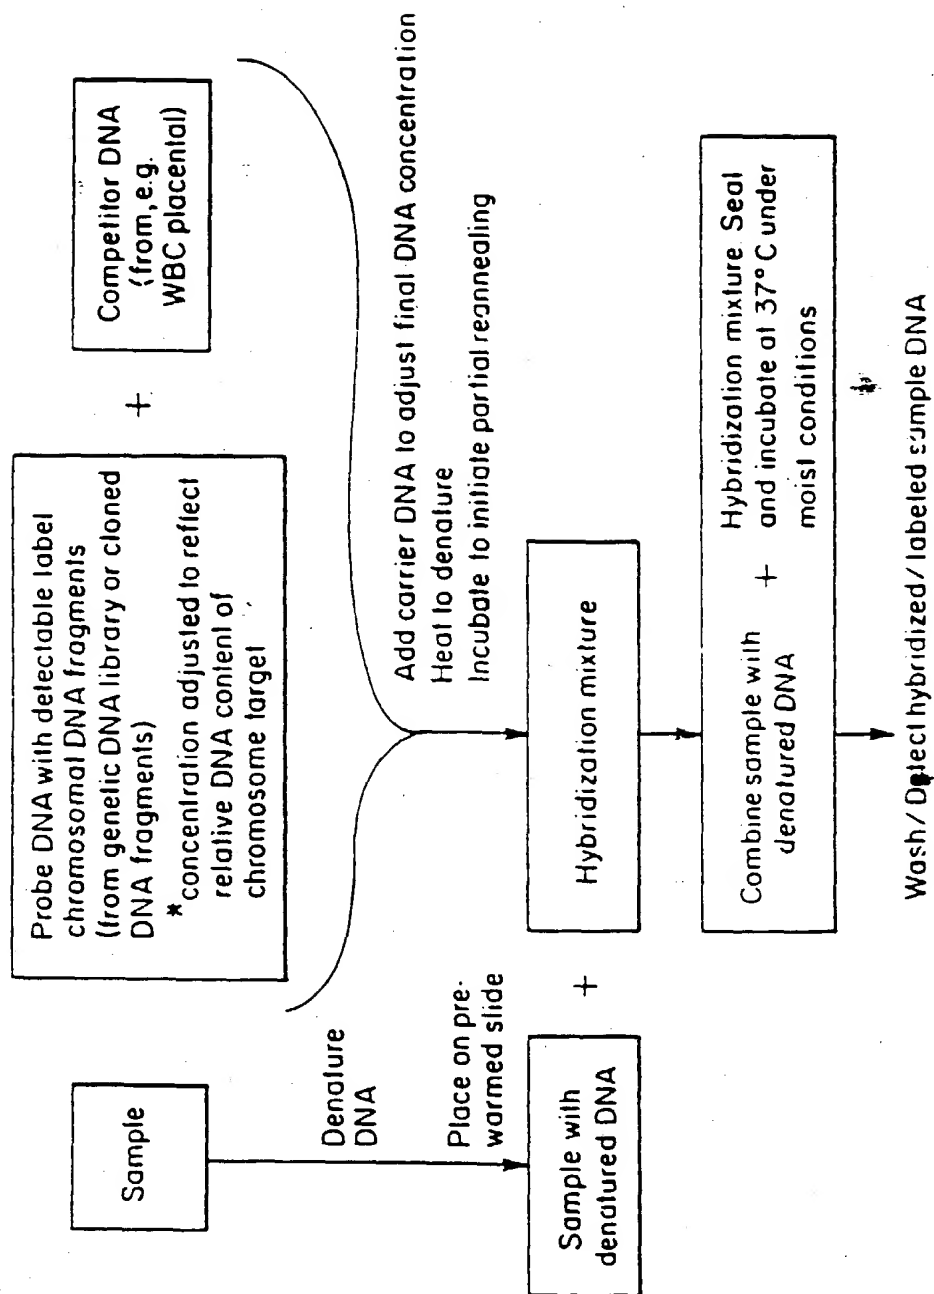 Sample
Denature
DNA
Place on pre-
warmed slide
Sample with
denatured DNA
+
Probe DNA with detectable label
chromosomal DNA fragments
(from genetic DNA library or cloned
DNA fragments)
*concentration adjusted to reflect
relative DNA content of
chromosome target
+
Competitor DNA
(from, e.g.
WBC placental)
Add carrier DNA to adjust final DNA concentration
Heat to denature
Incubate to initiate partial reannealing
Hybridization mixture
Combine sample with
denatured DNA
+
Hybridization mixture. Seal
and incubate at 37°C under
moist conditions
Wash/Detect hybridized/labeled sample DNA